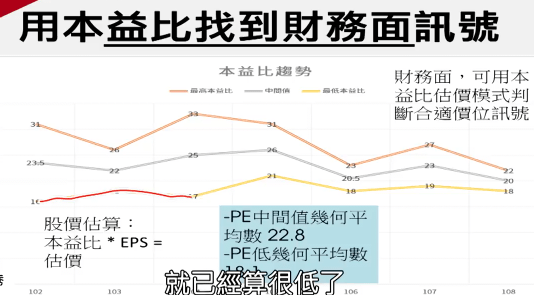 用本益比找到財務面訊號
本益比趨勢
最高本益比 中間值 最低本益比
財務面，可用本
益比估價模式判
斷合適價位訊號
31 26 33 31 23 27 22
23.5 22 25 26 20.5 23 20
21 18 19 18
股價估算：
本益比 * EPS =
估價
-PE中間值幾何平
均數 22.8
-PE低幾何平均數
就已經算很低了
102 103 106 107 108